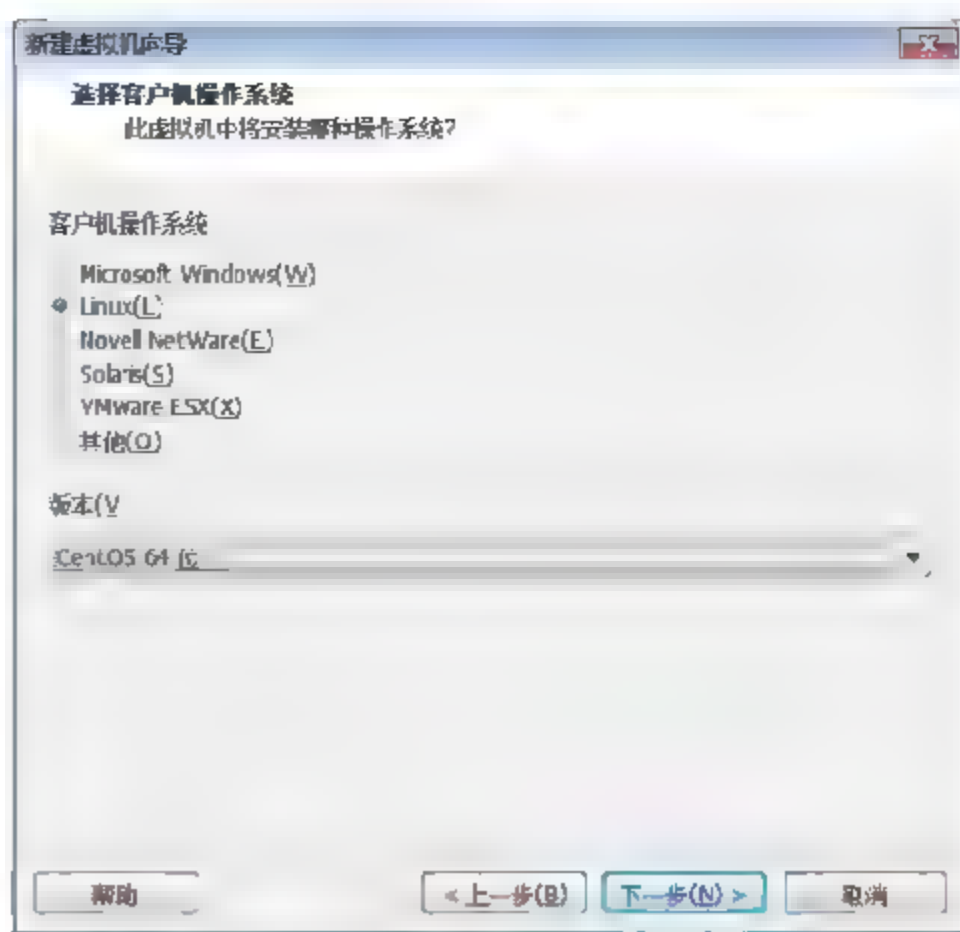 新建虚拟机向导
选择客户机操作系统
此虚拟机中将安装哪种操作系统?
客户机操作系统
Microsoft Windows(W)
Linux(L)
Novell NetWare(E)
Solaris(S)
VMware ESX(X)
其他(O)
版本(V
CentOS 64 位
帮助
< 上一步(B)
下一步(N) >
取消